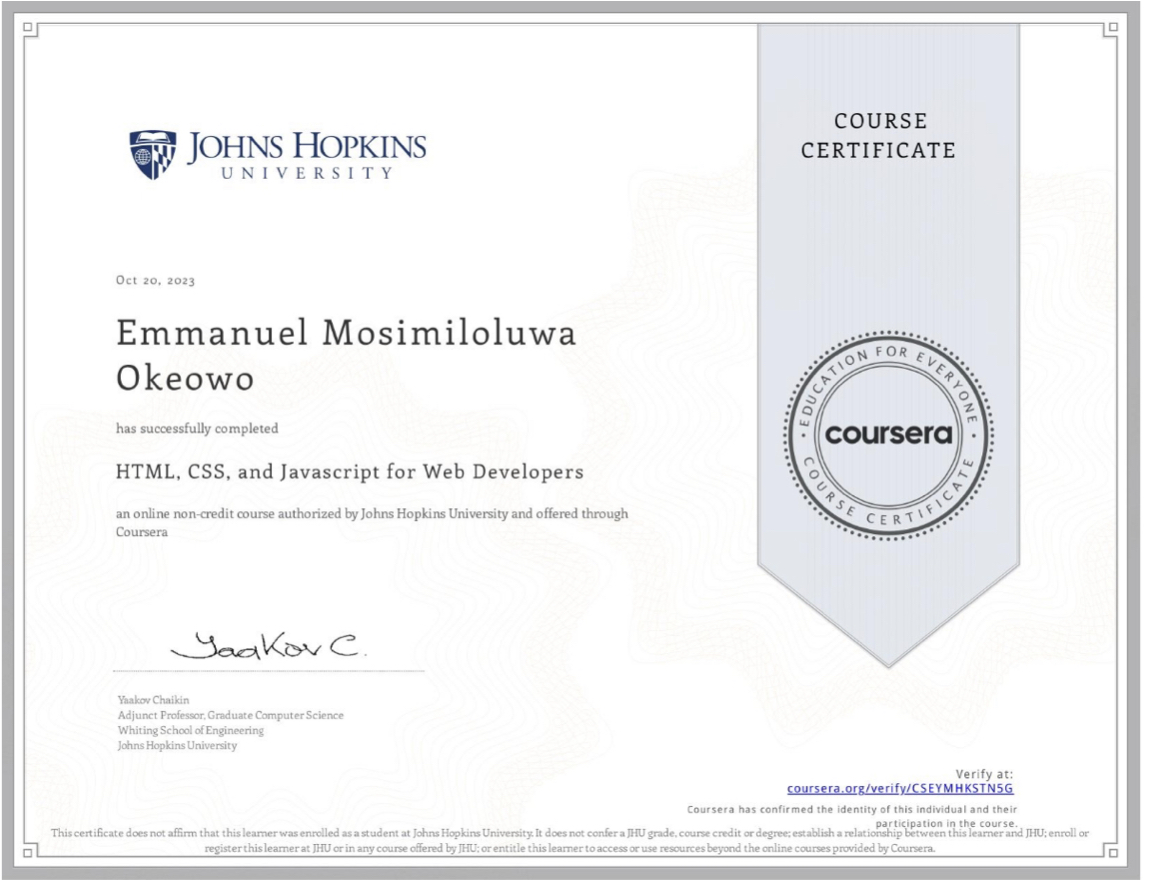 JOHNS HOPKINS
UNIVERSITY
COURSE
CERTIFICATE
Oct 20, 2023
Emmanuel Mosimiloluwa
Okeowo
has successfully completed
HTML, CSS, and Javascript for Web Developers
an online non-credit course authorized by Johns Hopkins University and offered through
Coursera
EDUCATION FOR EVERYONE
coursera
COURSE CERTIFICATE
Yaakov C.
Yaakov Chaikin
Adjunct Professor, Graduate Computer Science
Whiting School of Engineering
Johns Hopkins University
Verify at:
coursera.org/verify/CSEYMHKSTN5G
Coursera has confirmed the identity of this individual and their
participation in the course.
This certificate does not affirm that this learner was enrolled as a student at Johns Hopkins University. It does not confer a JHU grade, course credit or degree; establish a relationship between this learner and JHU; enroll or
register this learner at JHU or in any course offered by JHU; or entitle this learner to access or use resources beyond the online courses provided by Coursera.